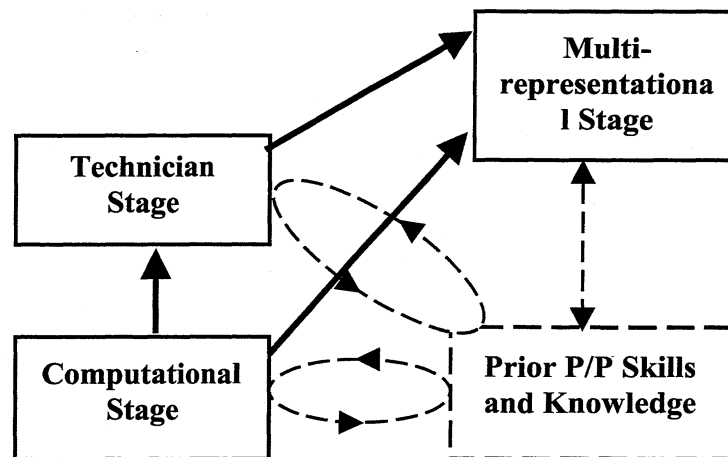 Multi-
representationa
l Stage
Technician
Stage
Computational
Stage
Prior P/P Skills
and Knowledge